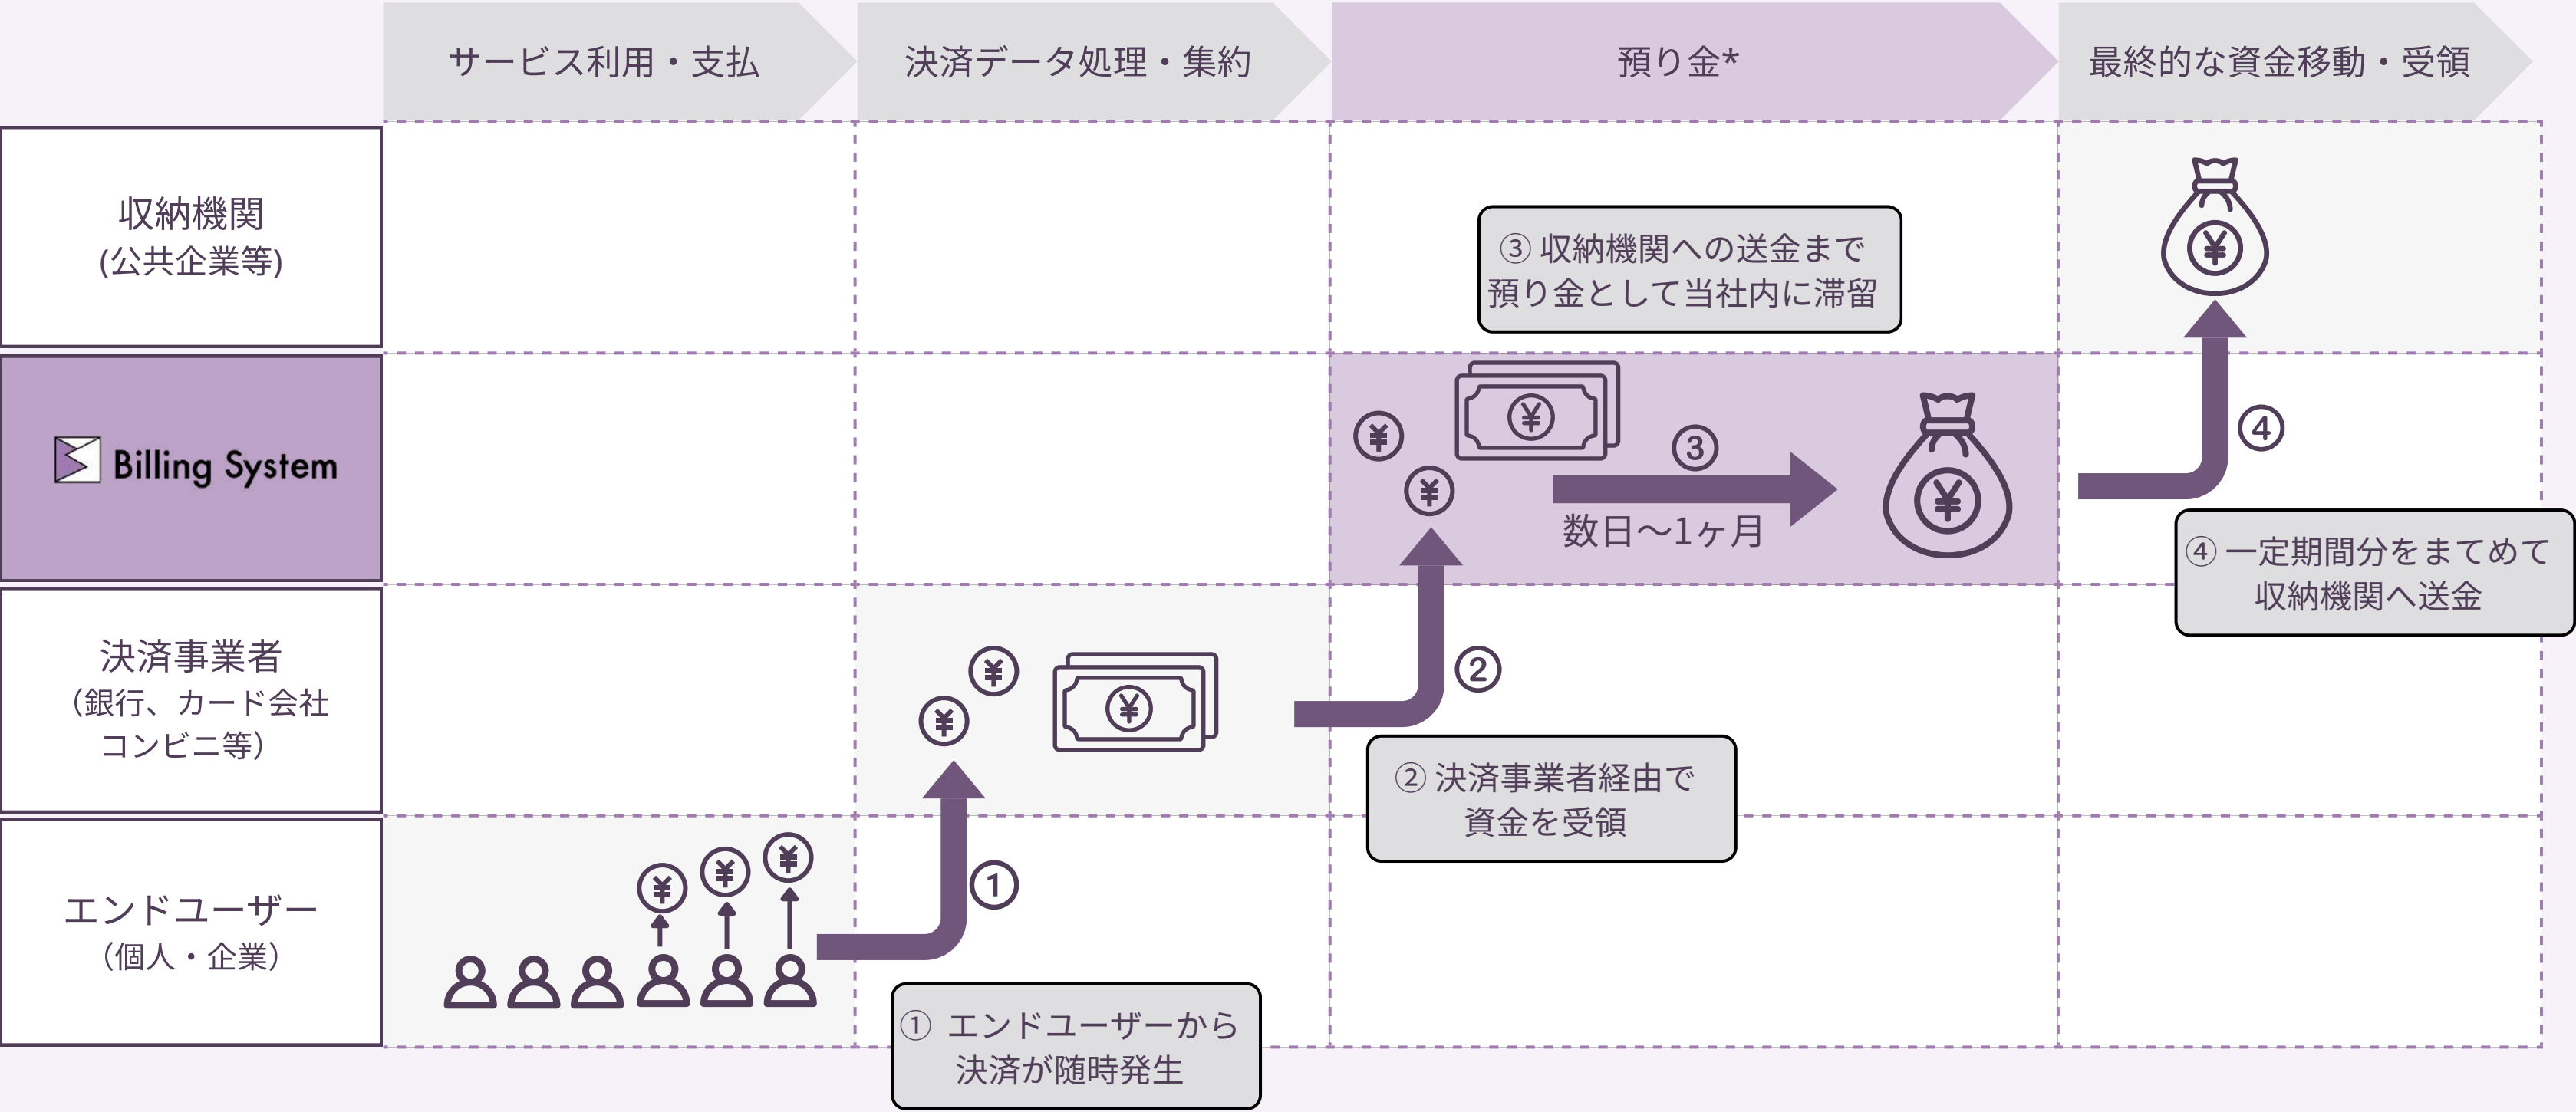 サービス利用・支払
決済データ処理・集約
預り金*
最終的な資金移動・受領
収納機関
(公共企業等)
③ 収納機関への送金まで
預り金として当社内に滞留
Billing System
③
数日～1ヶ月
④
④ 一定期間分をまてめて
収納機関へ送金
決済事業者
（銀行、カード会社
コンビニ等）
②
② 決済事業者経由で
資金を受領
エンドユーザー
（個人・企業）
①
① エンドユーザーから
決済が随時発生